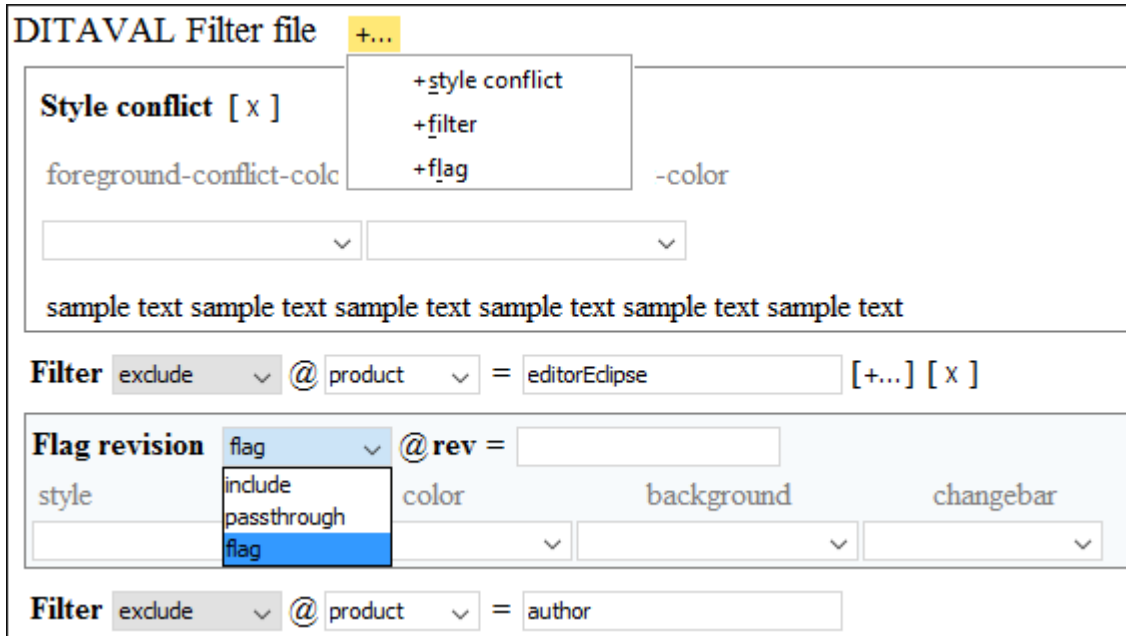 DITAVAL Filter file +...
+style conflict
+filter
+flag
Style conflict [ x ]
foreground-conflict-colo -color
sample text sample text sample text sample text sample text sample text
Filter exclude @ product = editorEclipse [+...] [ x ]
Flag revision flag @ rev =
include
passthrough
flag
style color background changebar
Filter exclude @ product = author